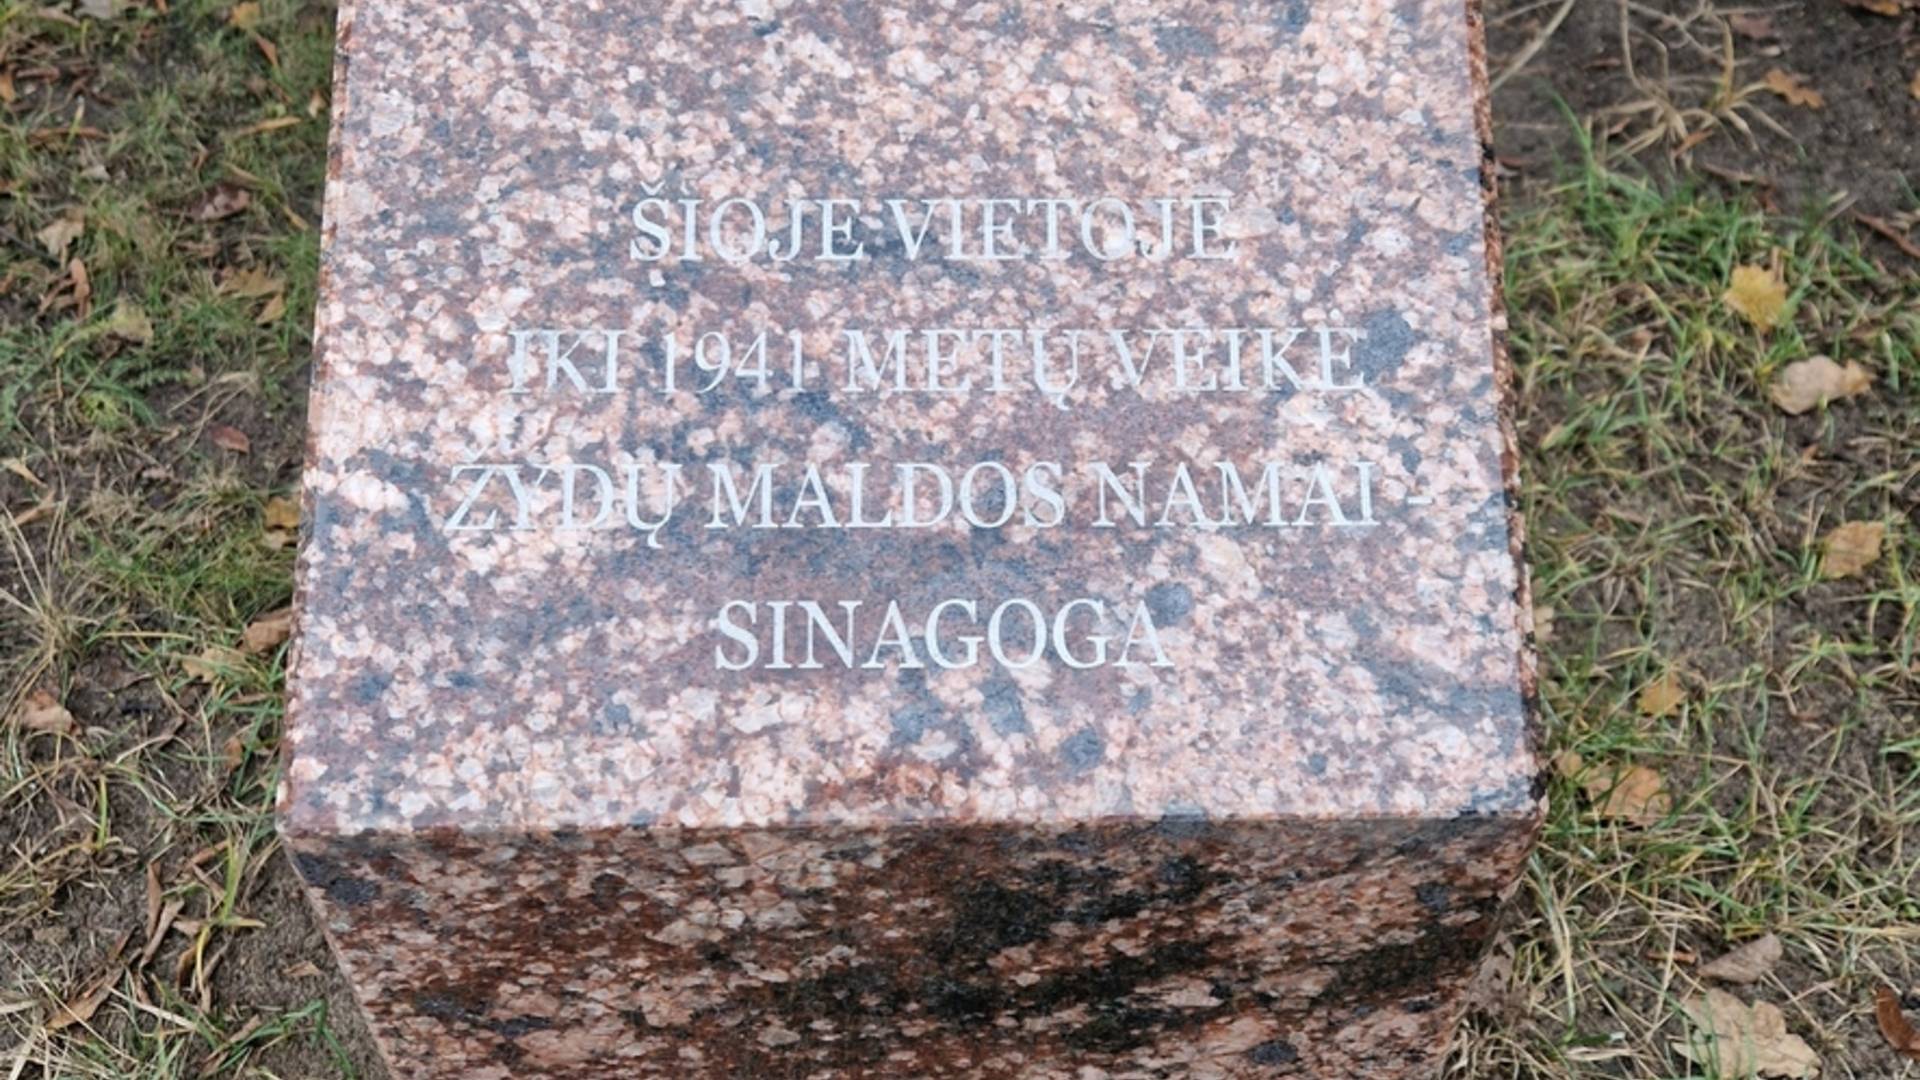 ŠIOJE VIETOJE
IKI 1941 METŲ VEIKĖ
ŽYDŲ MALDOS NAMAI -
SINAGOGA